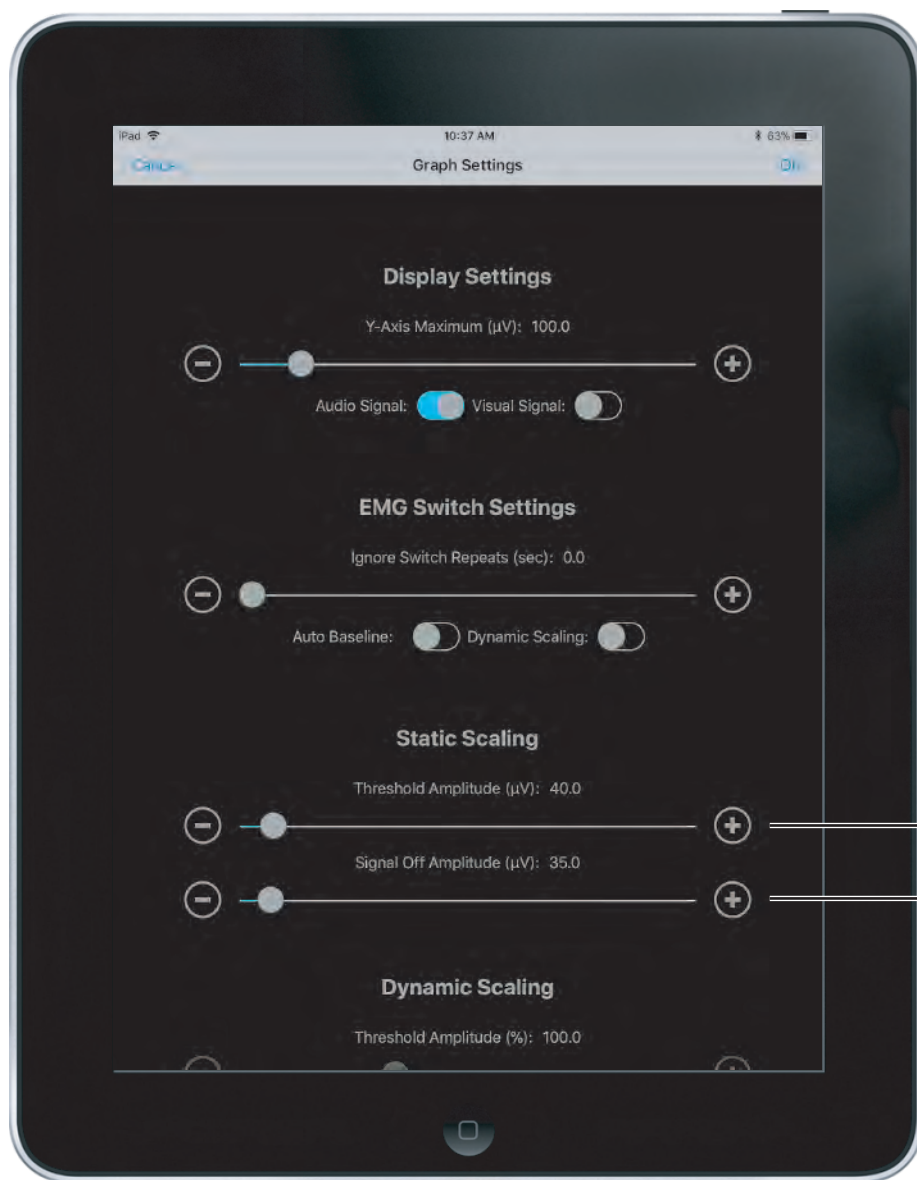 iPad 10:37 AM 63%
Cancel Graph Settings OK
Display Settings
Y-Axis Maximum (μV): 100.0
Audio Signal: Visual Signal:
EMG Switch Settings
Ignore Switch Repeats (sec): 0.0
Auto Baseline: Dynamic Scaling:
Static Scaling
Threshold Amplitude (μV): 40.0
Signal Off Amplitude (μV): 35.0
Dynamic Scaling
Threshold Amplitude (%): 100.0